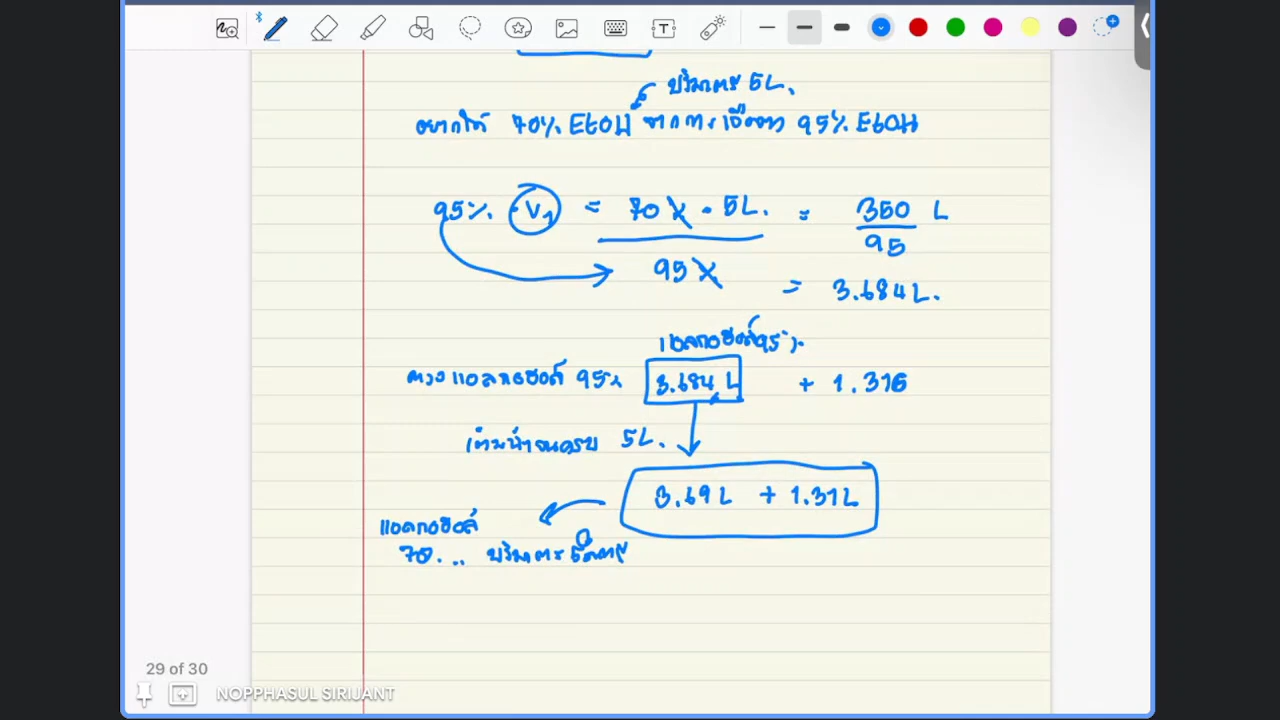 ปริมาตร 5L.
อยากได้ 70% EtOH จากการเจือจาง 95% EtOH
95% · V1 = 70% · 5L. = 350 L
95% 95
= 3.684 L.
แอลกอฮอล์ 95%
ตวงแอลกอฮอล์ 95% 3.684 L + 1.316
เติมน้ำจนครบ 5L.
3.69 L + 1.31 L
แอลกอฮอล์
70... ปริมาตร 5 ลิตร
29 of 30
NOPPHASUL SIRIJANT